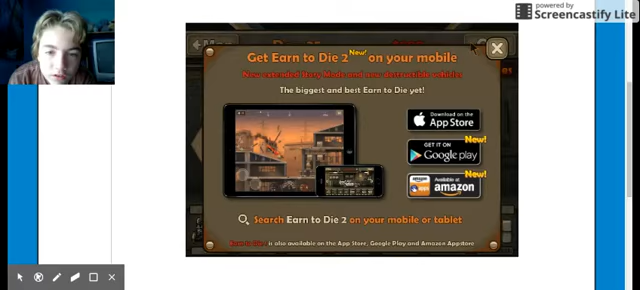 powered by
Screencastify Lite
Get Earn to Die 2 New! on your mobile
New extended Story Mode and now destructible vehicles
The biggest and best Earn to Die yet!
Download on the
App Store
New!
GET IT ON
Google play
New!
amazon apps
Available at
amazon
Search Earn to Die 2 on your mobile or tablet
Earn to Die is also available on the App Store, Google Play and Amazon Appstore